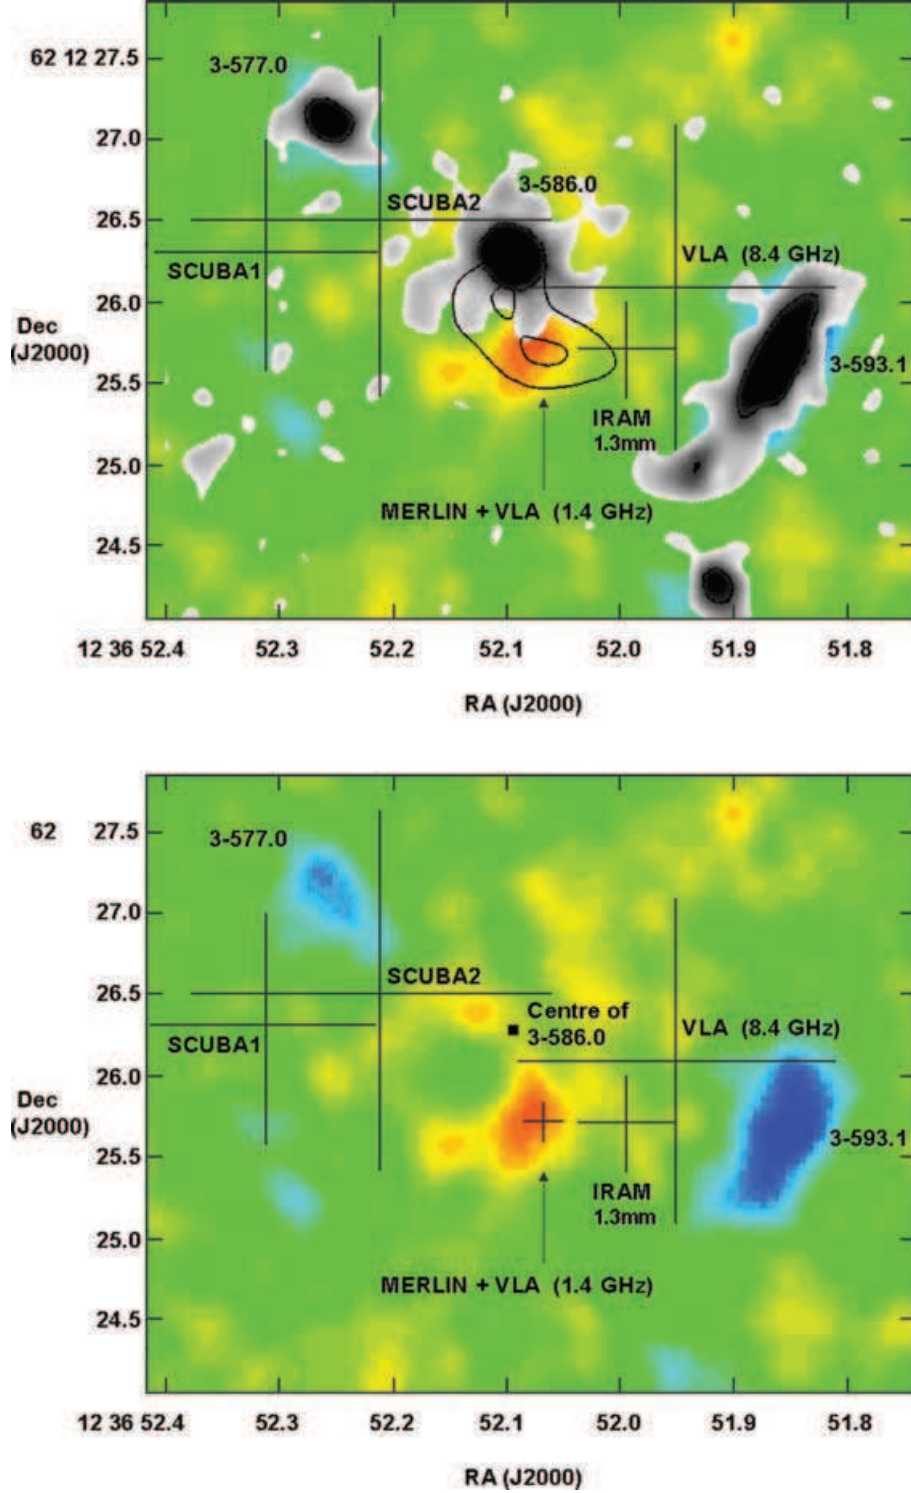 62 12 27.5
3-577.0
27.0
3-586.0
SCUBA2
26.5
VLA (8.4 GHz)
SCUBA1
26.0
Dec
(J2000)
3-593.1
25.5
IRAM
1.3mm
25.0
MERLIN + VLA (1.4 GHz)
24.5
12 36 52.4 52.3 52.2 52.1 52.0 51.9 51.8
RA (J2000)
62 27.5
3-577.0
27.0
SCUBA2
26.5
Centre of
3-586.0
VLA (8.4 GHz)
SCUBA1
26.0
Dec
(J2000)
3-593.1
25.5
IRAM
1.3mm
25.0
MERLIN + VLA (1.4 GHz)
24.5
12 36 52.4 52.3 52.2 52.1 52.0 51.9 51.8
RA (J2000)